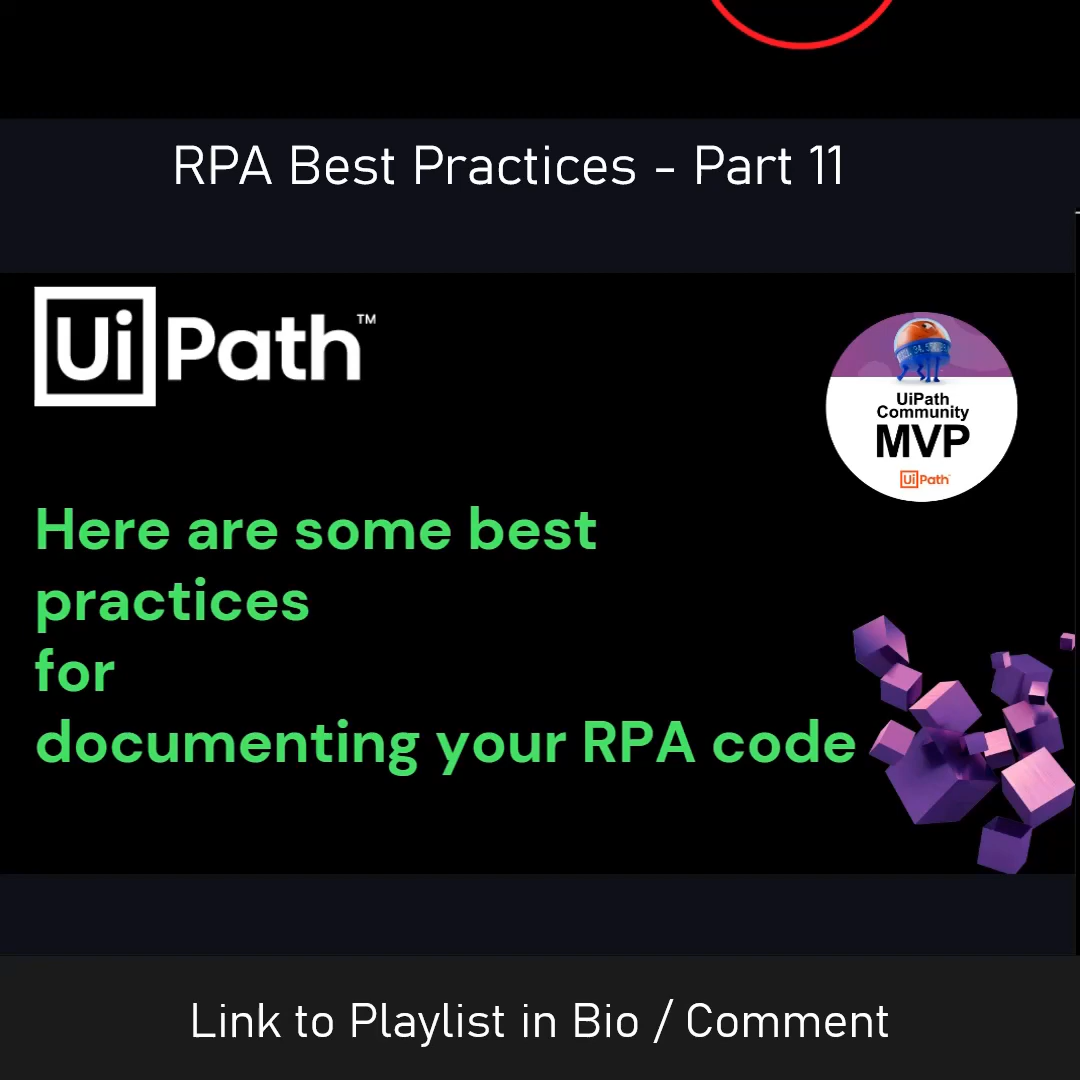 RPA Best Practices - Part 11
UiPath™
UiPath
Community
MVP
UiPath
Here are some best
practices
for
documenting your RPA code
Link to Playlist in Bio / Comment